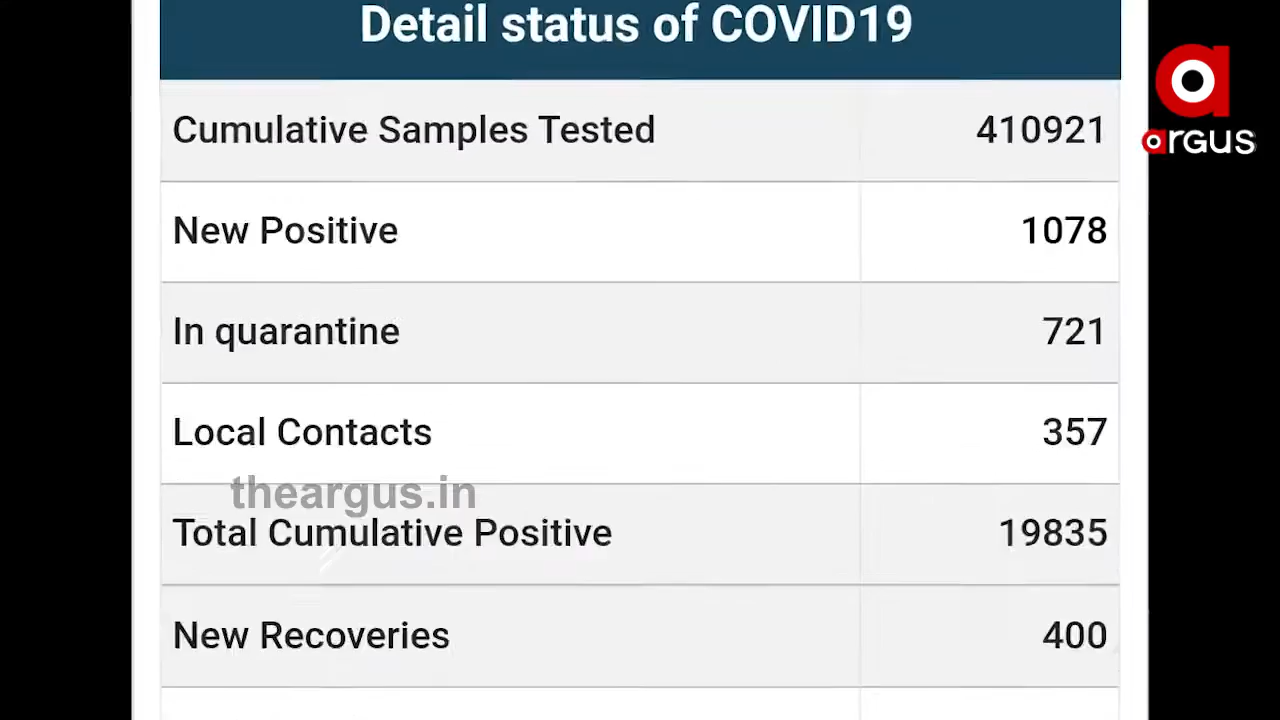 Detail status of COVID19
Cumulative Samples Tested 410921
New Positive 1078
In quarantine 721
Local Contacts 357
Total Cumulative Positive 19835
New Recoveries 400
argus
theargus.in